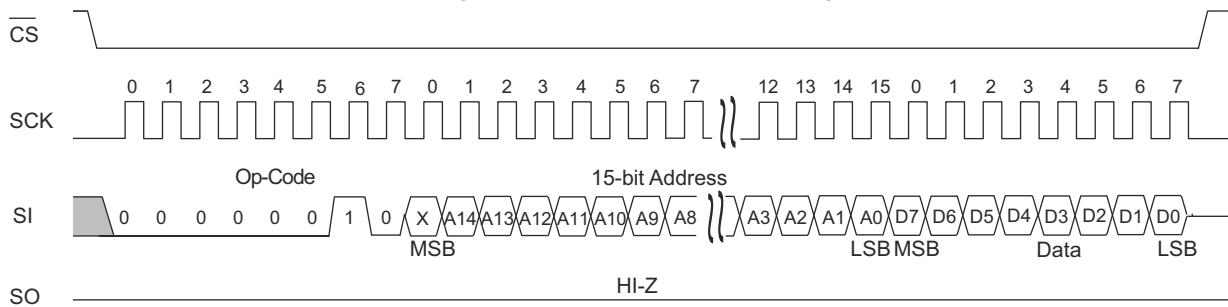 CS
0 1 2 3 4 5 6 7 0 1 2 3 4 5 6 7 12 13 14 15 0 1 2 3 4 5 6 7
SCK
Op-Code 15-bit Address
SI 0 0 0 0 0 0 1 0 X A14 A13 A12 A11 A10 A9 A8 A3 A2 A1 A0 D7 D6 D5 D4 D3 D2 D1 D0
MSB LSB MSB Data LSB
HI-Z
SO